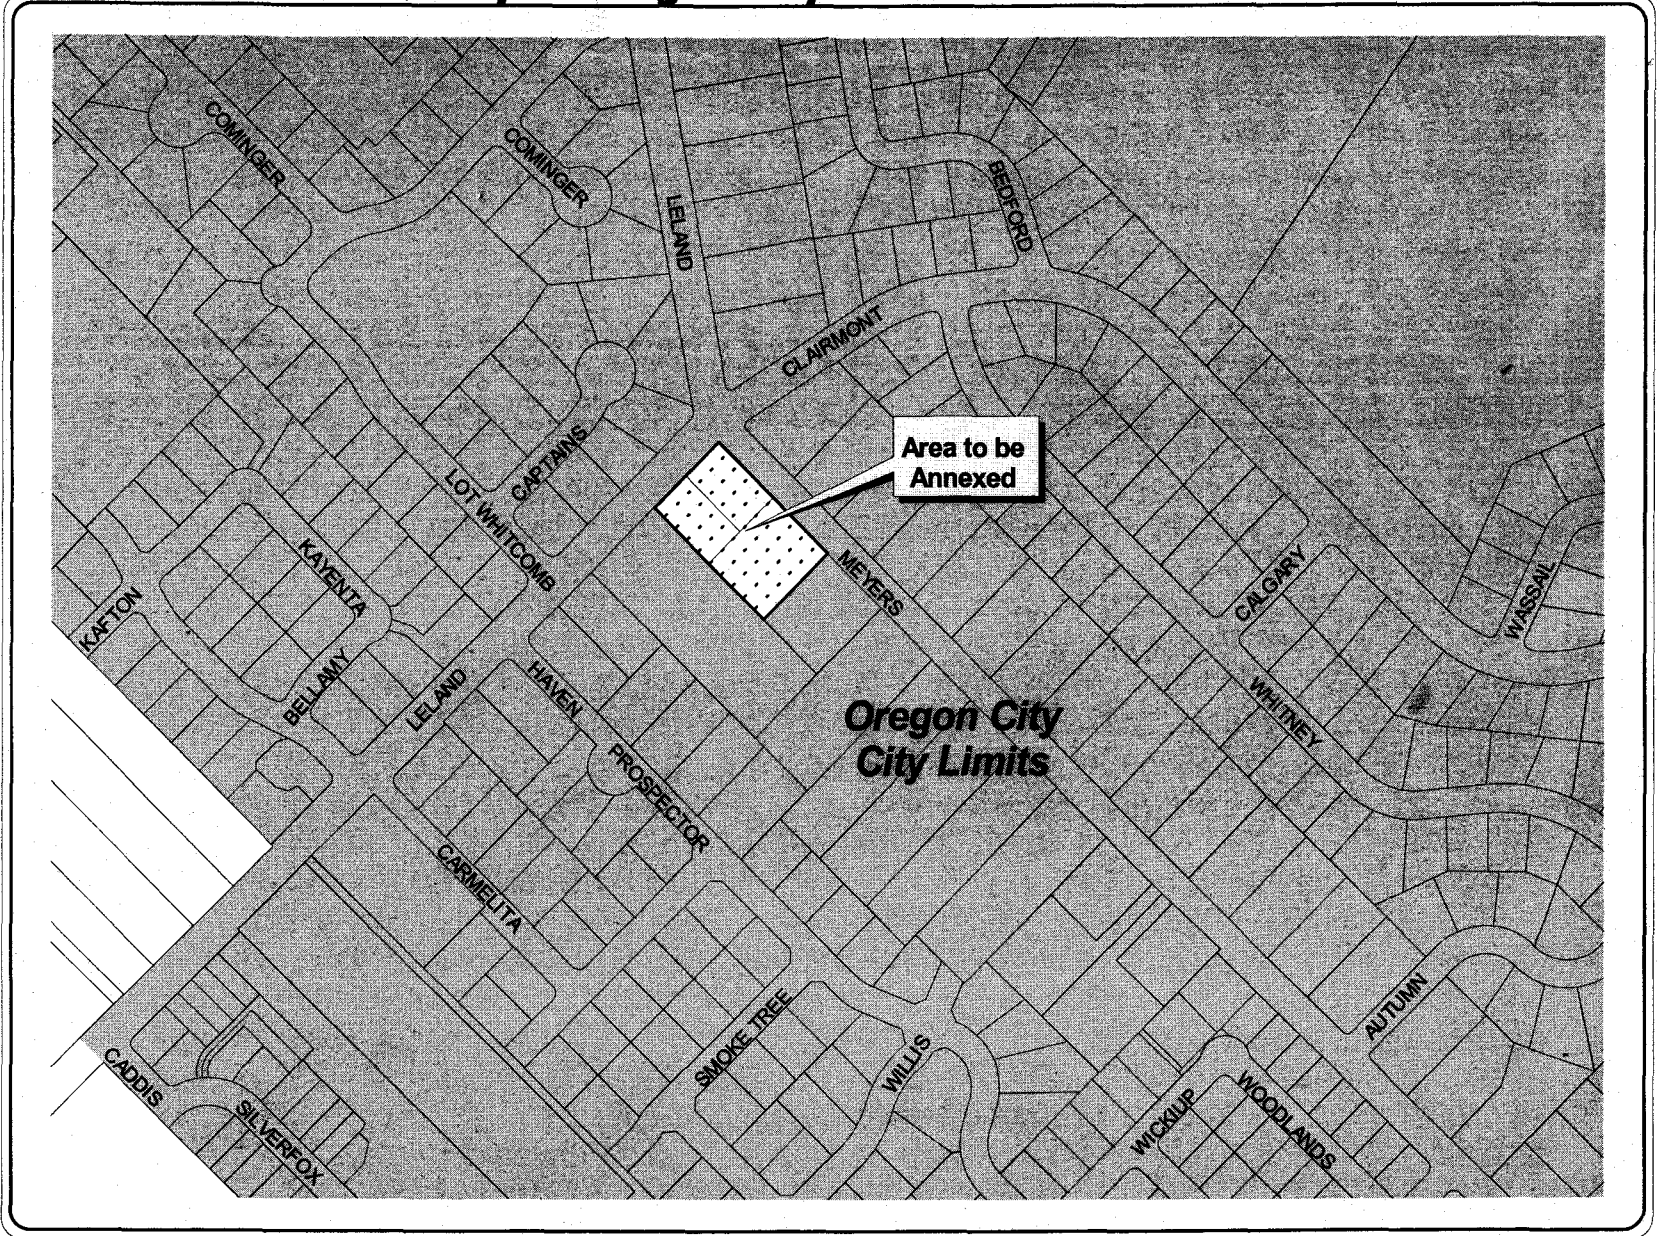 COMINGER
COMINGER
LELAND
BEDFORD
CLAIRMONT
Area to be
Annexed
CAPTAINS
LOT WHITCOMB
KAYENTA
MEYERS
CALGARY
WASSAIL
KAFTON
BELLAMY
LELAND
HAVEN
WHITNEY
Oregon City
City Limits
PROSPECTOR
CARMELITA
AUTUMN
SMOKE TREE
WILLIS
CADDIS
SILVERFOX
WICKIUP
WOODLANDS